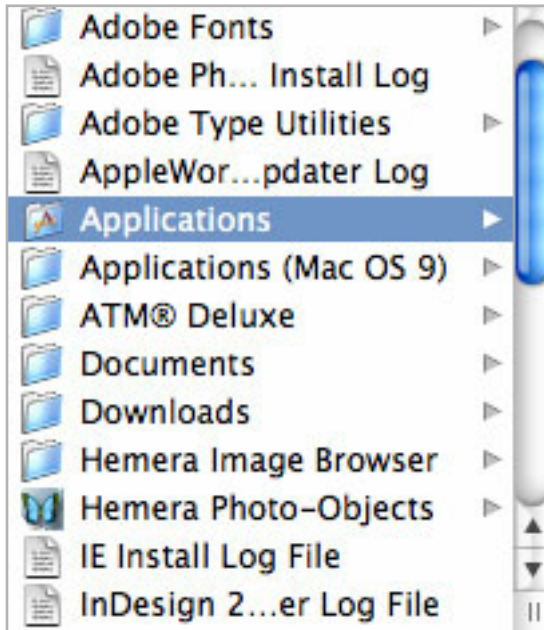 Adobe Fonts
Adobe Ph... Install Log
Adobe Type Utilities
AppleWor...pdater Log
Applications
Applications (Mac OS 9)
ATM® Deluxe
Documents
Downloads
Hemera Image Browser
Hemera Photo-Objects
IE Install Log File
InDesign 2...er Log File